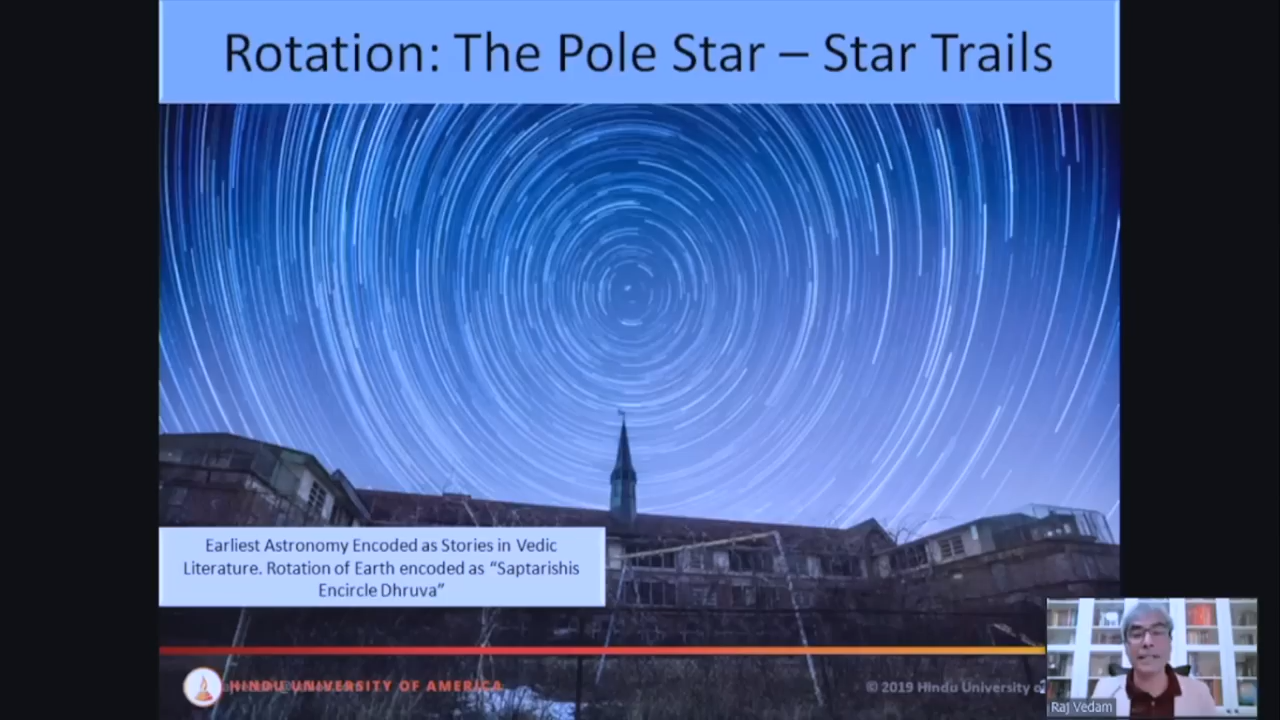 Rotation: The Pole Star – Star Trails
Earliest Astronomy Encoded as Stories in Vedic
Literature. Rotation of Earth encoded as “Saptarishis
Encircle Dhruva”
HINDU UNIVERSITY OF AMERICA
© 2019 Hindu University
Raj Vedam